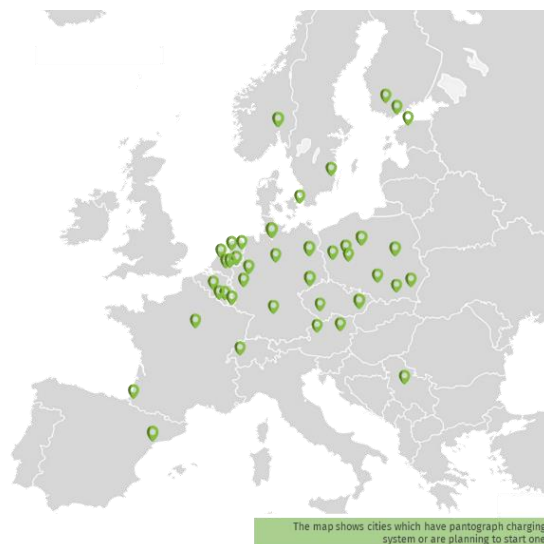 The map shows cities which have pantograph charging
system or are planning to start one